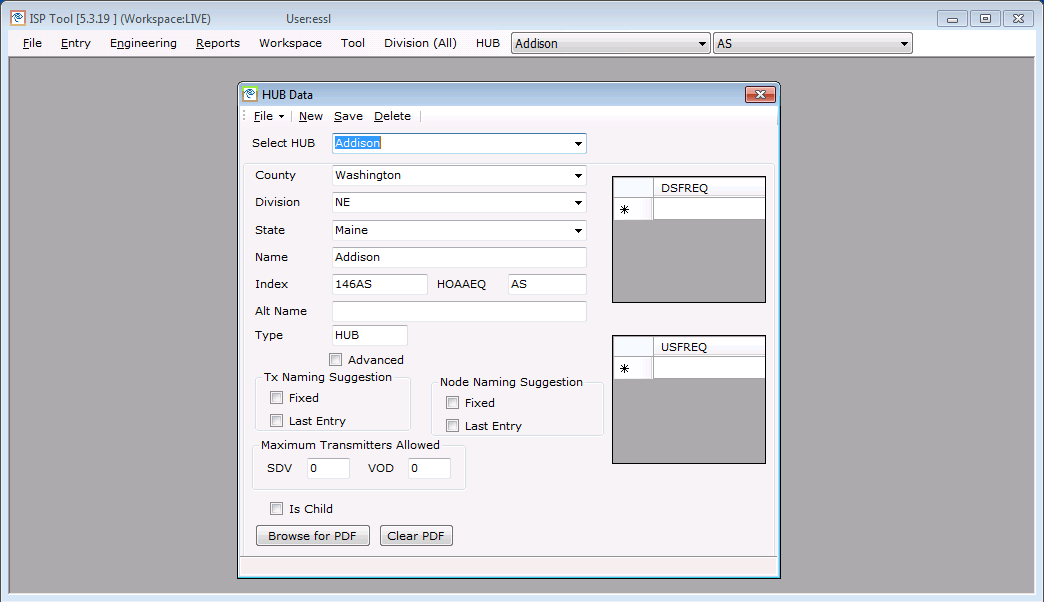 ISP Tool [5.3.19 ] (Workspace:LIVE) User:essl
File Entry Engineering Reports Workspace Tool Division (All) HUB Addison AS
HUB Data
File New Save Delete
Select HUB Addison
County Washington
Division NE
State Maine
Name Addison
Index 146AS HOAAEQ AS
Alt Name
Type HUB
Advanced
Tx Naming Suggestion
Fixed
Last Entry
Node Naming Suggestion
Fixed
Last Entry
Maximum Transmitters Allowed
SDV 0 VOD 0
Is Child
Browse for PDF Clear PDF
DSFREQ
USFREQ